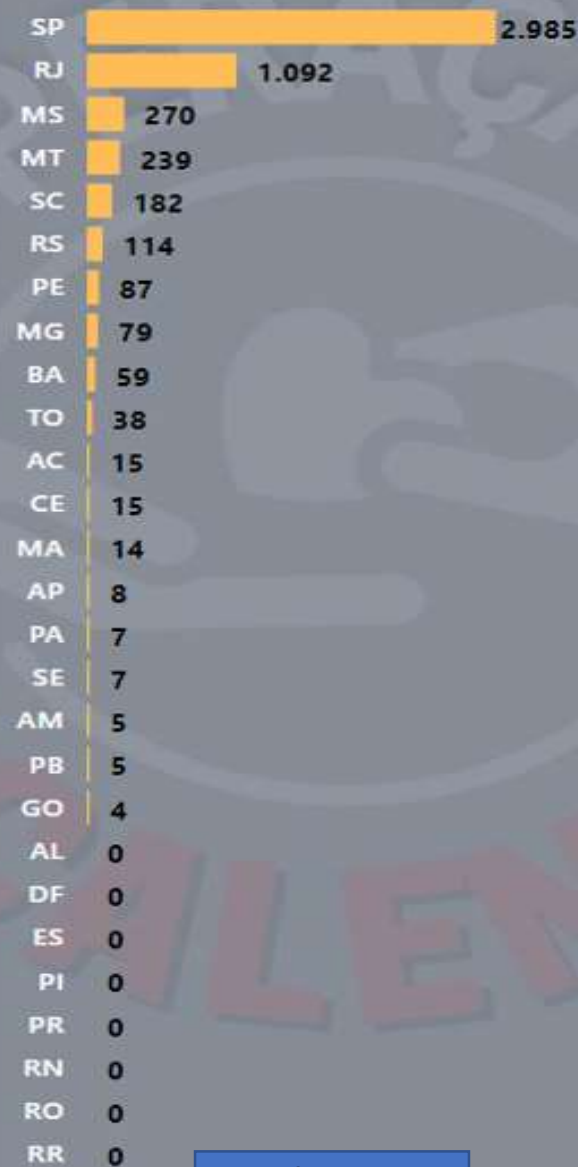 SP 2.985
RJ 1.092
MS 270
MT 239
SC 182
RS 114
PE 87
MG 79
BA 59
TO 38
AC 15
CE 15
MA 14
AP 8
PA 7
SE 7
AM 5
PB 5
GO 4
AL 0
DF 0
ES 0
PI 0
PR 0
RN 0
RO 0
RR 0